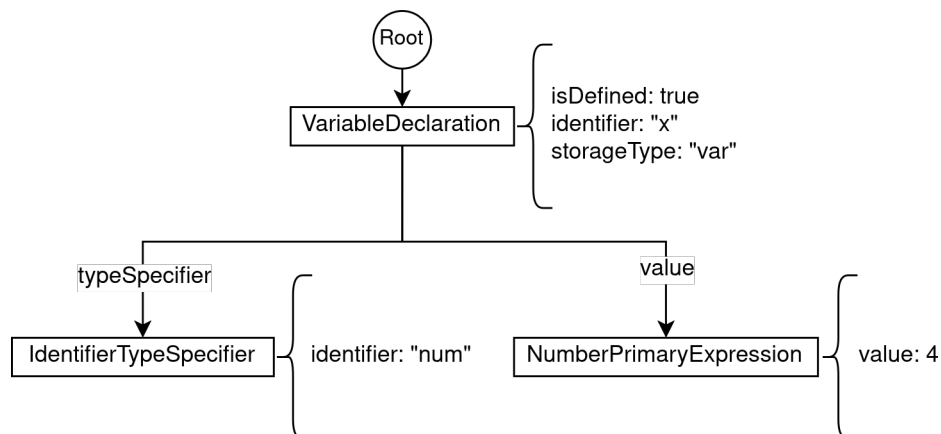 Root
VariableDeclaration
isDefined: true
identifier: "x"
storageType: "var"
typeSpecifier
value
IdentifierTypeSpecifier
identifier: "num"
NumberPrimaryExpression
value: 4